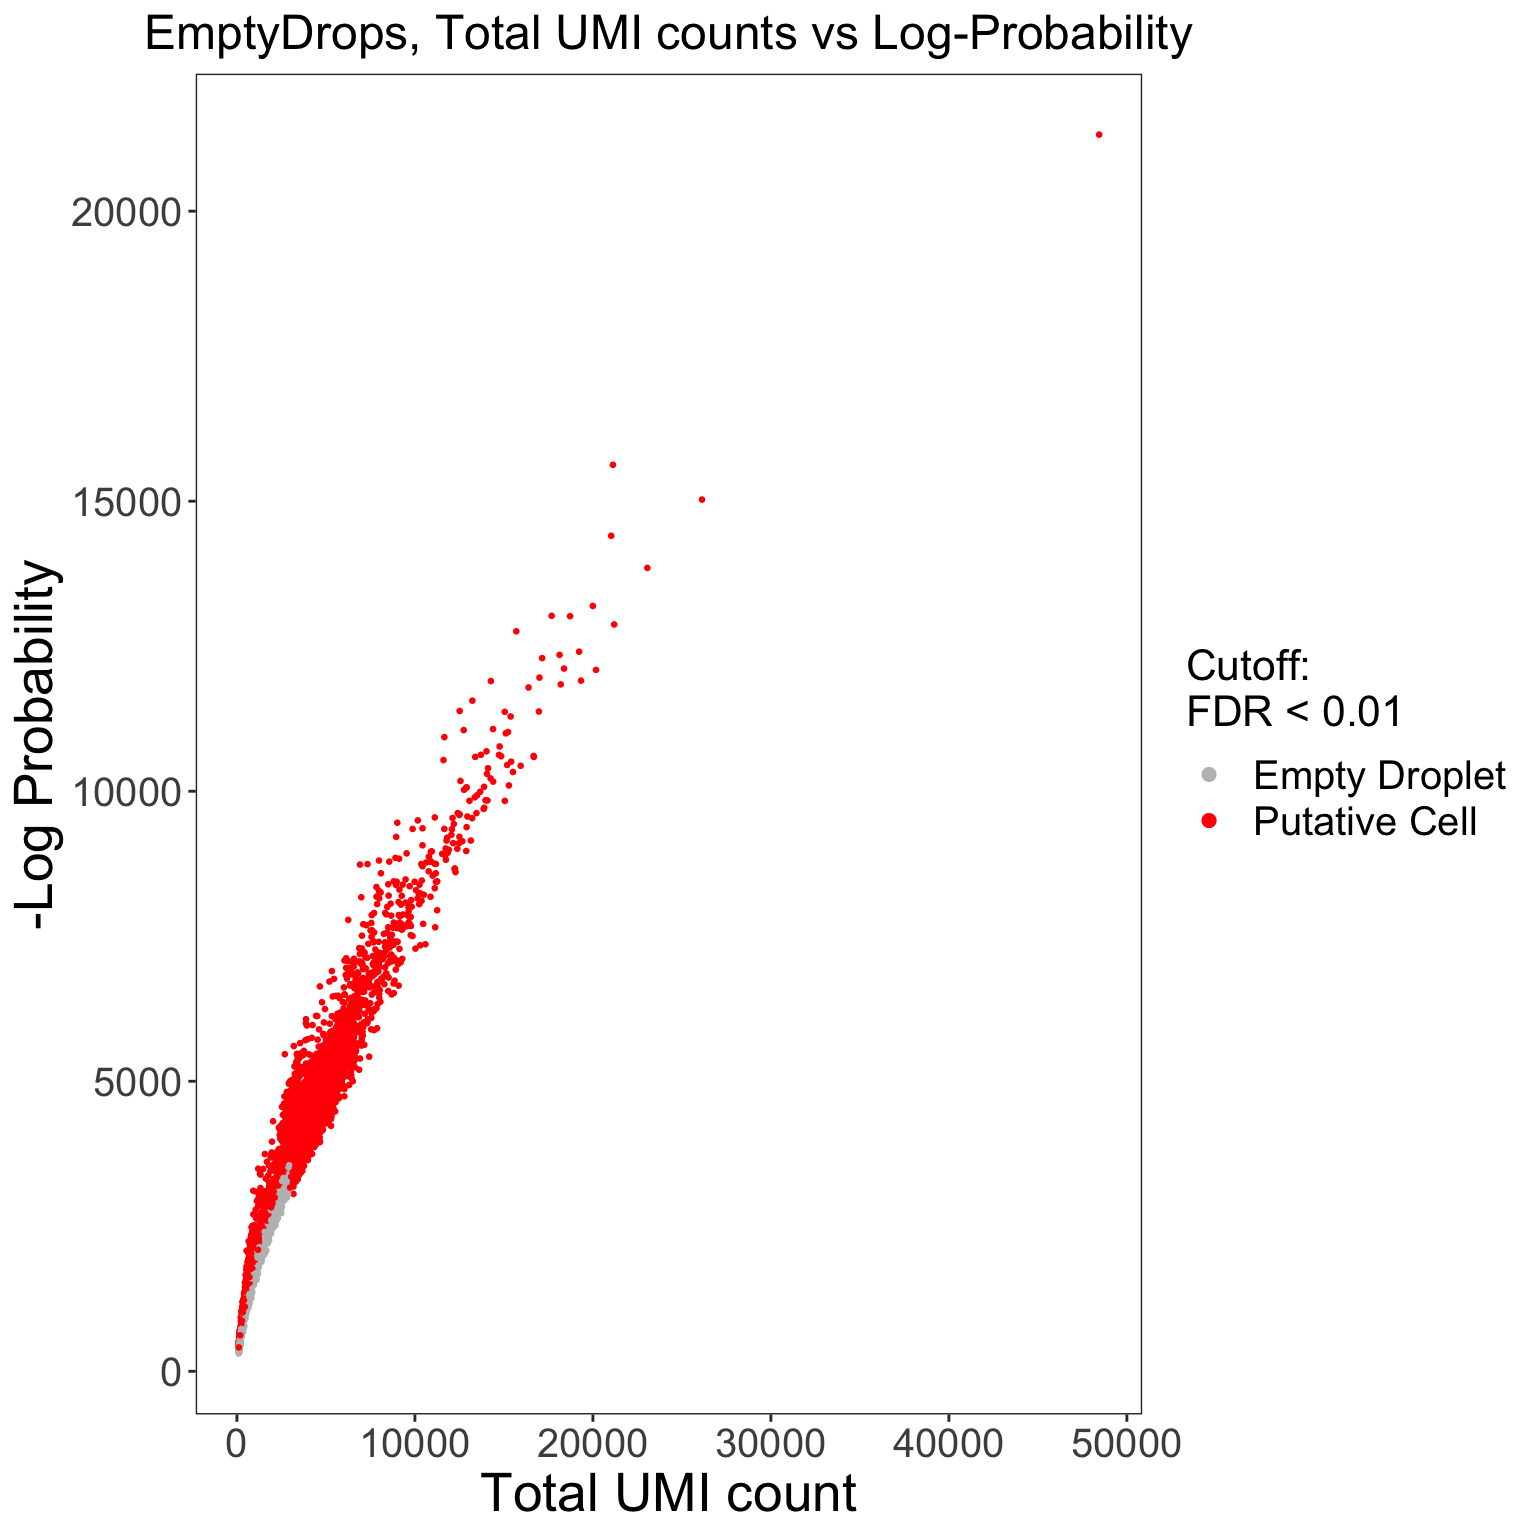 EmptyDrops, Total UMI counts vs Log-Probability
-Log Probability
20000
15000
10000
5000
0
0 10000 20000 30000 40000 50000
Total UMI count
Cutoff:
FDR < 0.01
Empty Droplet
Putative Cell